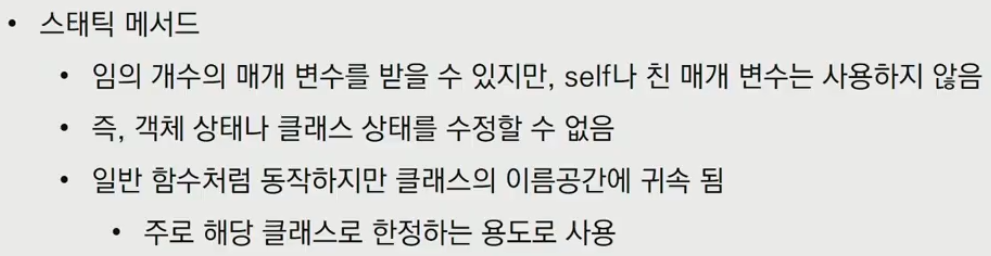 • 스태틱 메서드
• 임의 개수의 매개 변수를 받을 수 있지만, self나 친 매개 변수는 사용하지 않음
• 즉, 객체 상태나 클래스 상태를 수정할 수 없음
• 일반 함수처럼 동작하지만 클래스의 이름공간에 귀속 됨
• 주로 해당 클래스로 한정하는 용도로 사용